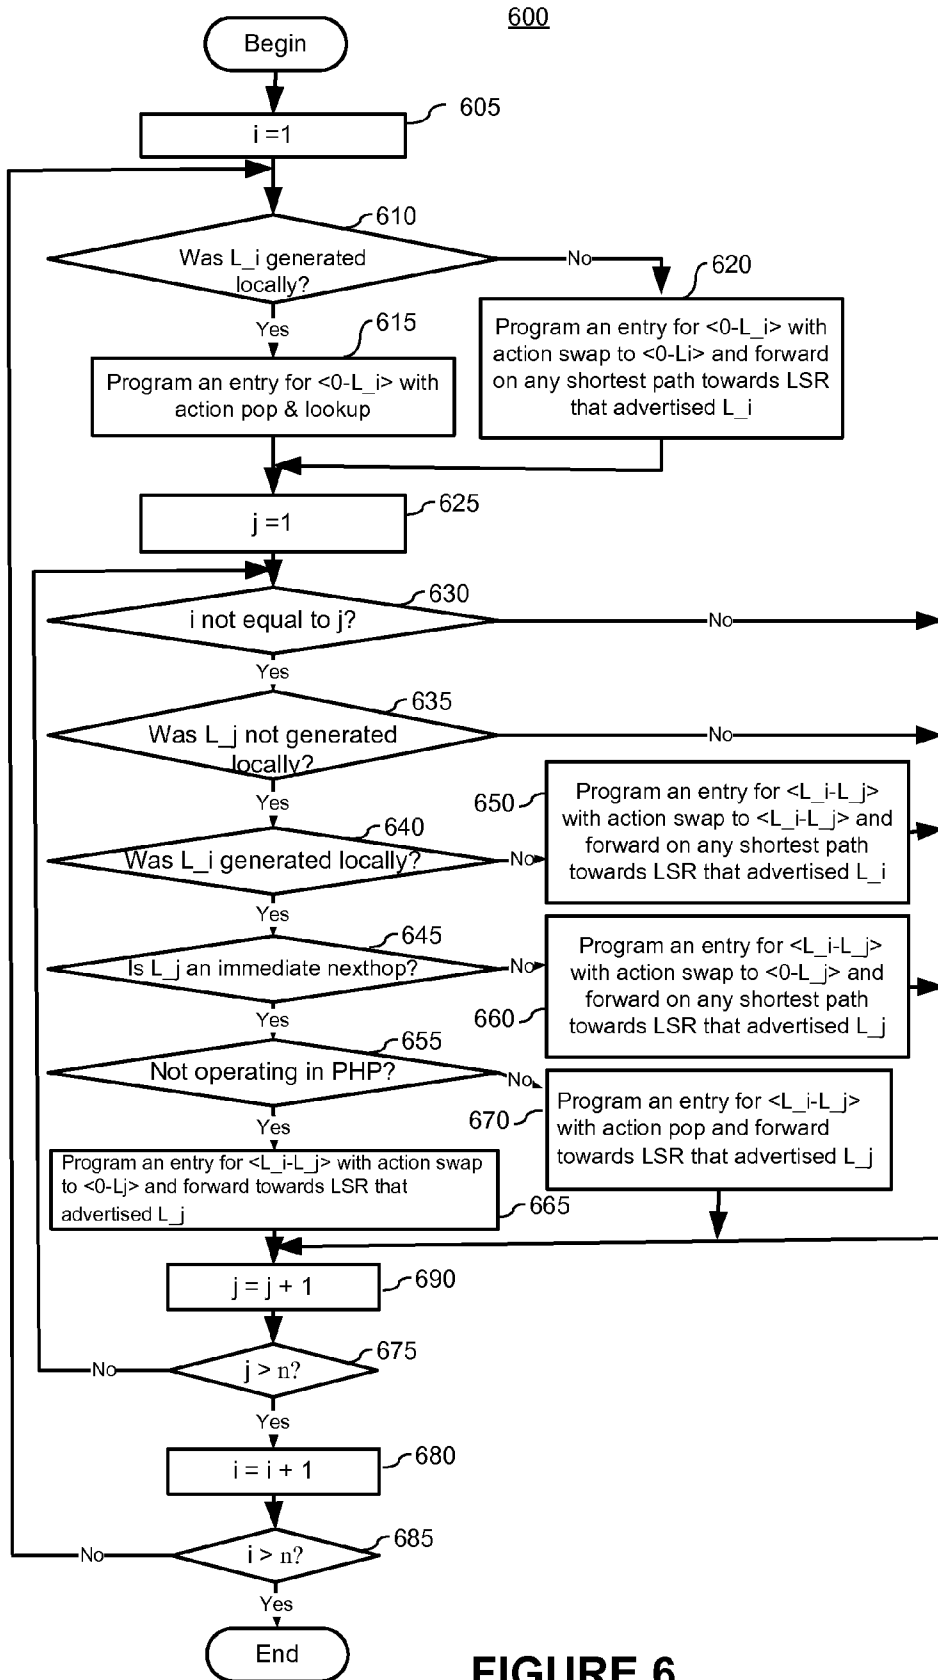 600
Begin
605
i =1
610
Was L_i generated
locally?
No
620
Yes
615
Program an entry for <0-L_i> with
action swap to <0-Li> and forward
on any shortest path towards LSR
that advertised L_i
Program an entry for <0-L_i> with
action pop & lookup
625
j =1
630
i not equal to j?
No
Yes
635
Was L_j not generated
locally?
No
Yes
640
Was L_i generated locally?
No
650
Program an entry for <L_i-L_j>
with action swap to <L_i-L_j> and
forward on any shortest path
towards LSR that advertised L_i
Yes
645
Is L_j an immediate nexthop?
No
660
Program an entry for <L_i-L_j>
with action swap to <0-L_j> and
forward on any shortest path
towards LSR that advertised L_j
Yes
655
Not operating in PHP?
No
670
Program an entry for <L_i-L_j>
with action pop and forward
towards LSR that advertised L_j
Yes
Program an entry for <L_i-L_j> with action swap
to <0-Lj> and forward towards LSR that
advertised L_j
665
j = j + 1
690
675
j > n?
No
Yes
i = i + 1
680
685
i > n?
No
Yes
End
FIGURE 6